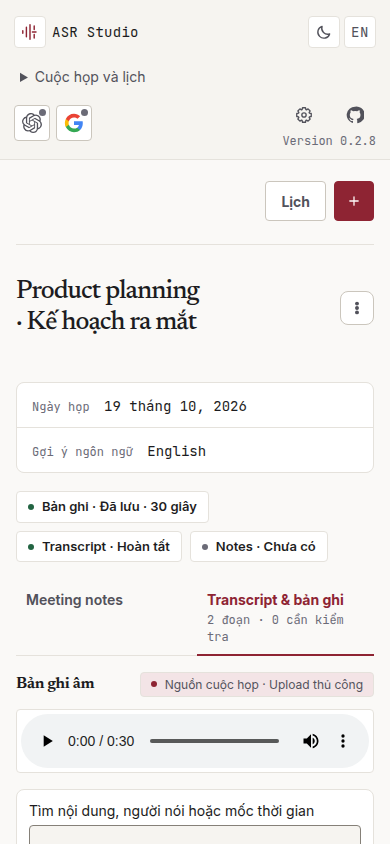 ASR Studio
EN
Cuộc họp và lịch
Version 0.2.8
Lịch
+
Product planning
· Kế hoạch ra mắt
Ngày họp 19 tháng 10, 2026
Gợi ý ngôn ngữ English
Bản ghi · Đã lưu · 30 giây
Transcript · Hoàn tất
Notes · Chưa có
Meeting notes
Transcript & bản ghi
2 đoạn · 0 cần kiểm
tra
Bản ghi âm
Nguồn cuộc họp · Upload thủ công
0:00 / 0:30
Tìm nội dung, người nói hoặc mốc thời gian